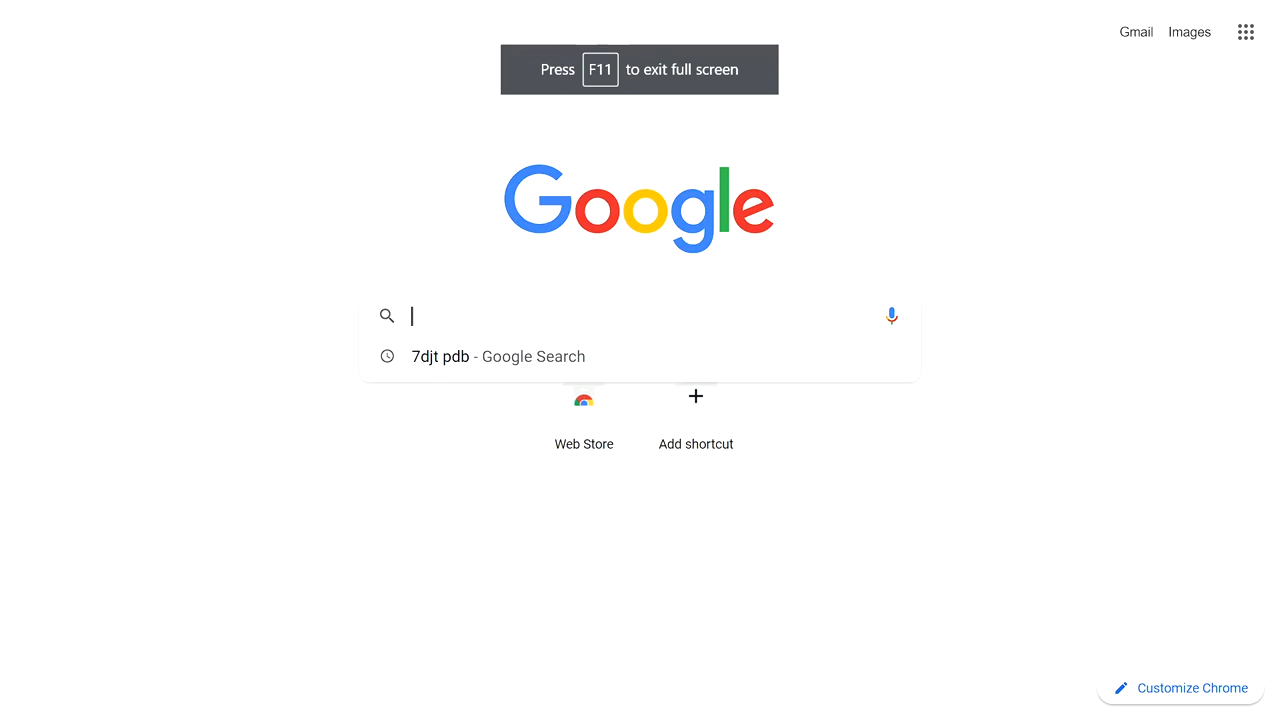 Gmail Images
Press F11 to exit full screen
Google
7djt pdb - Google Search
Web Store
Add shortcut
Customize Chrome